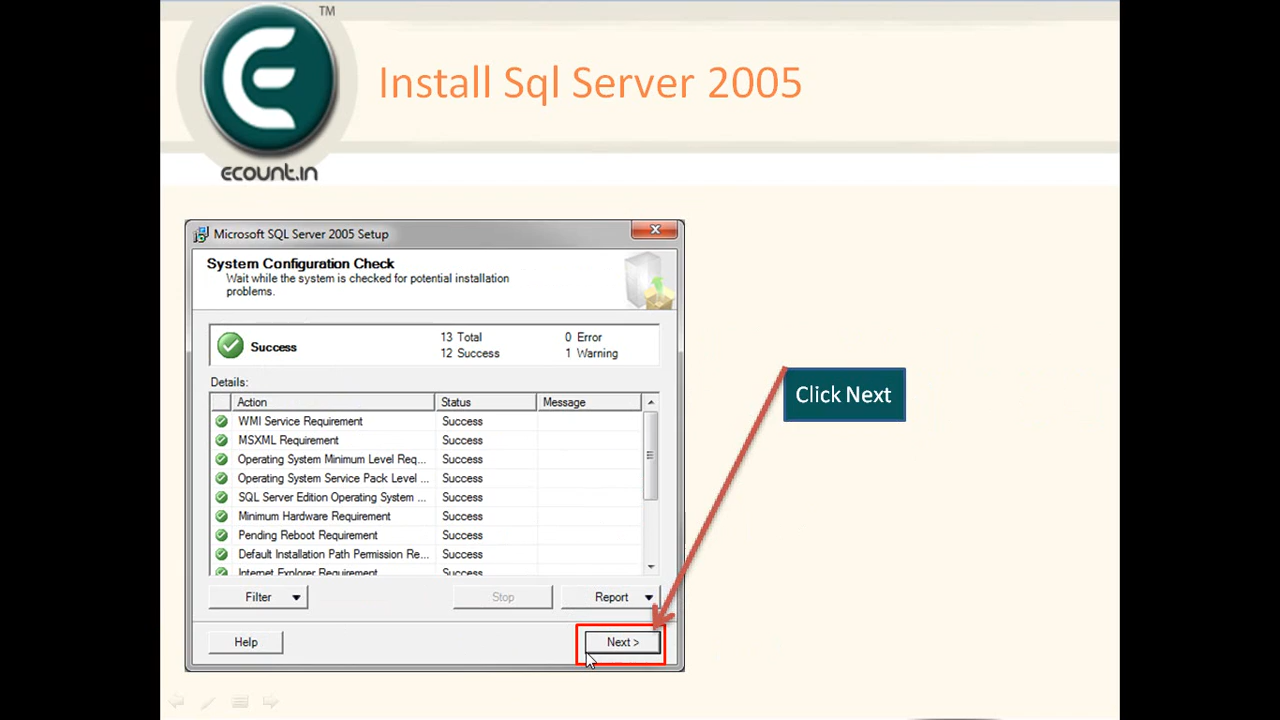 TM
ecount.in
Install Sql Server 2005
Microsoft SQL Server 2005 Setup
System Configuration Check
Wait while the system is checked for potential installation
problems.
Success
13 Total 0 Error
12 Success 1 Warning
Details:
Action Status Message
WMI Service Requirement Success
MSXML Requirement Success
Operating System Minimum Level Req... Success
Operating System Service Pack Level ... Success
SQL Server Edition Operating System ... Success
Minimum Hardware Requirement Success
Pending Reboot Requirement Success
Default Installation Path Permission Re... Success
Internet Explorer Requirement Success
Filter Stop Report
Help Next >
Click Next